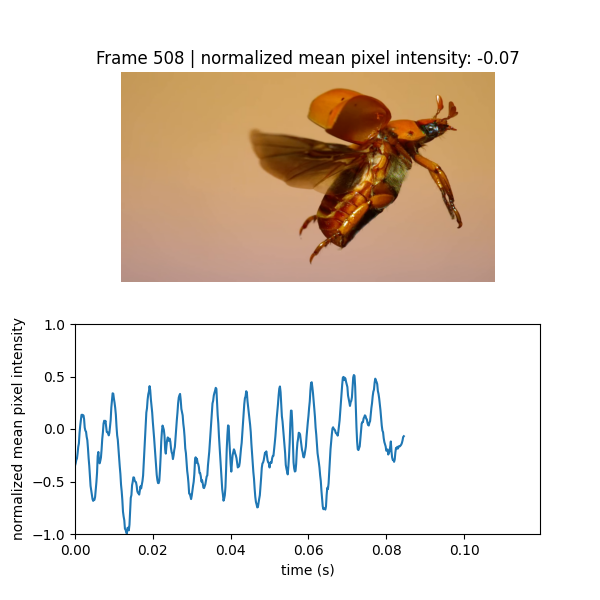 Frame 508 | normalized mean pixel intensity: -0.07
normalized mean pixel intensity
1.0
0.5
0.0
−0.5
−1.0
0.00 0.02 0.04 0.06 0.08 0.10
time (s)